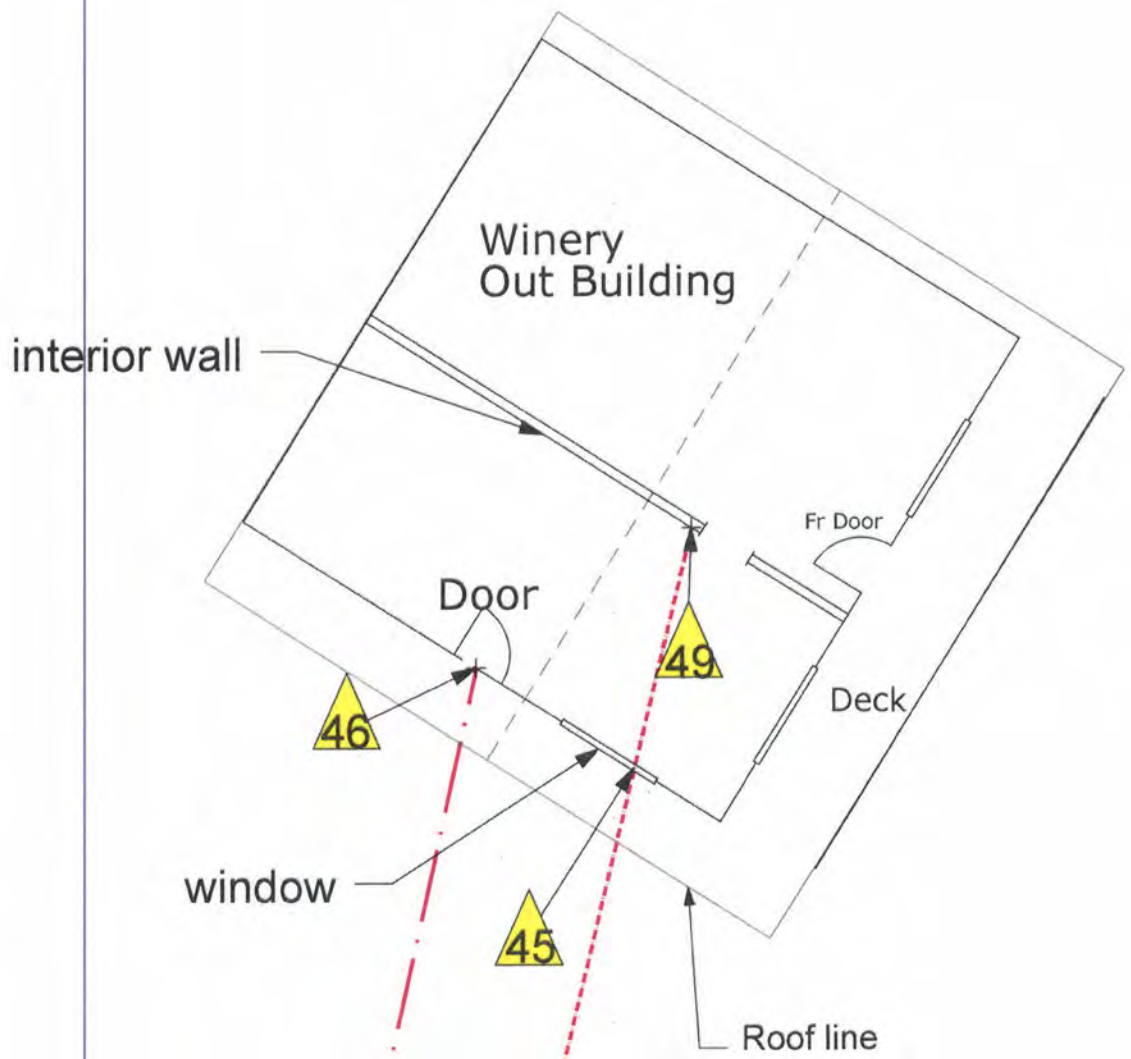 Winery
Out Building
interior wall
Fr Door
Door
49
Deck
46
window
45
Roof line